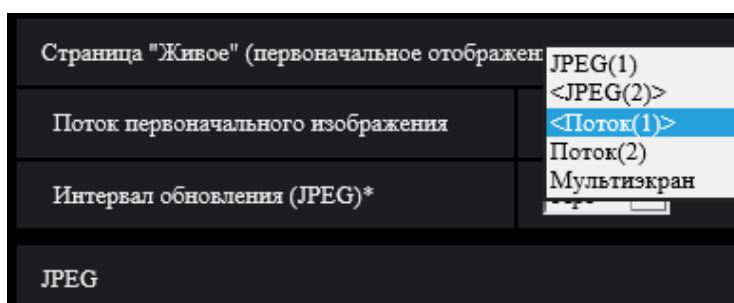 Страница "Живое" (первоначальное отображен
JPEG(1)
<JPEG(2)>
Поток первоначального изображения
<Поток(1)>
Поток(2)
Мультиэкран
Интервал обновления (JPEG)*
JPEG